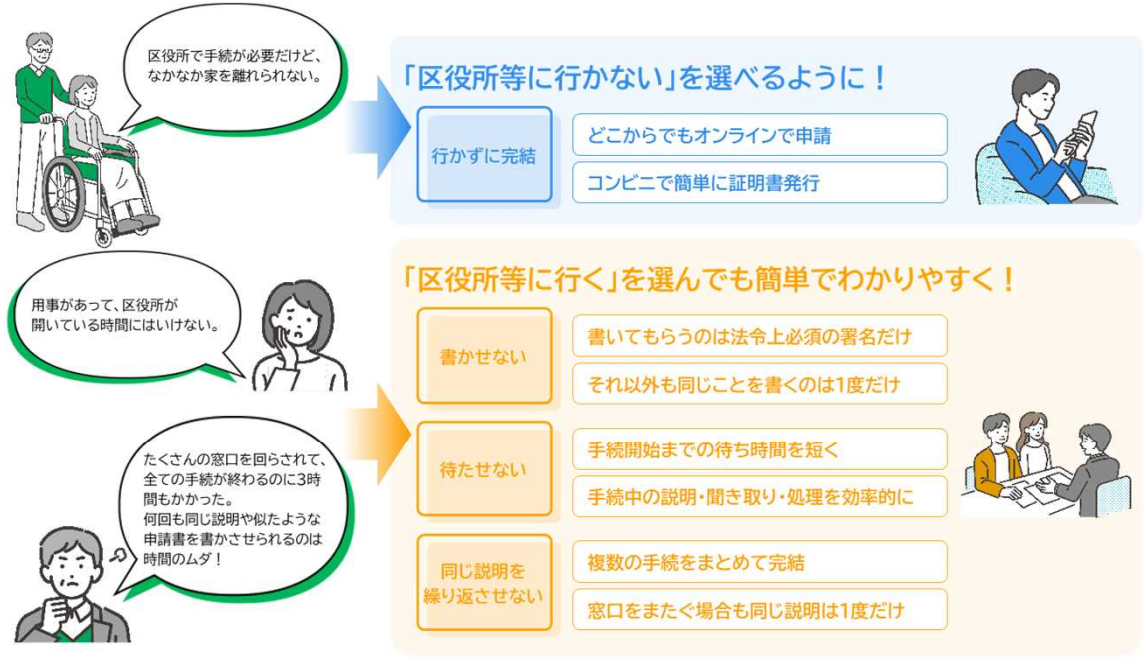 区役所で手続が必要だけど、
なかなか家を離れられない。
「区役所等に行かない」を選べるように！
行かずに完結
どこからでもオンラインで申請
コンビニで簡単に証明書発行
用事があって、区役所が
開いている時間にはいけない。
たくさんの窓口を回らされて、
全ての手続が終わるのに3時
間もかかった。
何回も同じ説明や似たような
申請書を書かさせられるのは
時間のムダ！
「区役所等に行く」を選んでも簡単でわかりやすく！
書かせない
書いてもらうのは法令上必須の署名だけ
それ以外も同じことを書くのは1度だけ
待たせない
手続開始までの待ち時間を短く
手続中の説明・聞き取り・処理を効率的に
同じ説明を
繰り返させない
複数の手続をまとめて完結
窓口をまたぐ場合も同じ説明は1度だけ